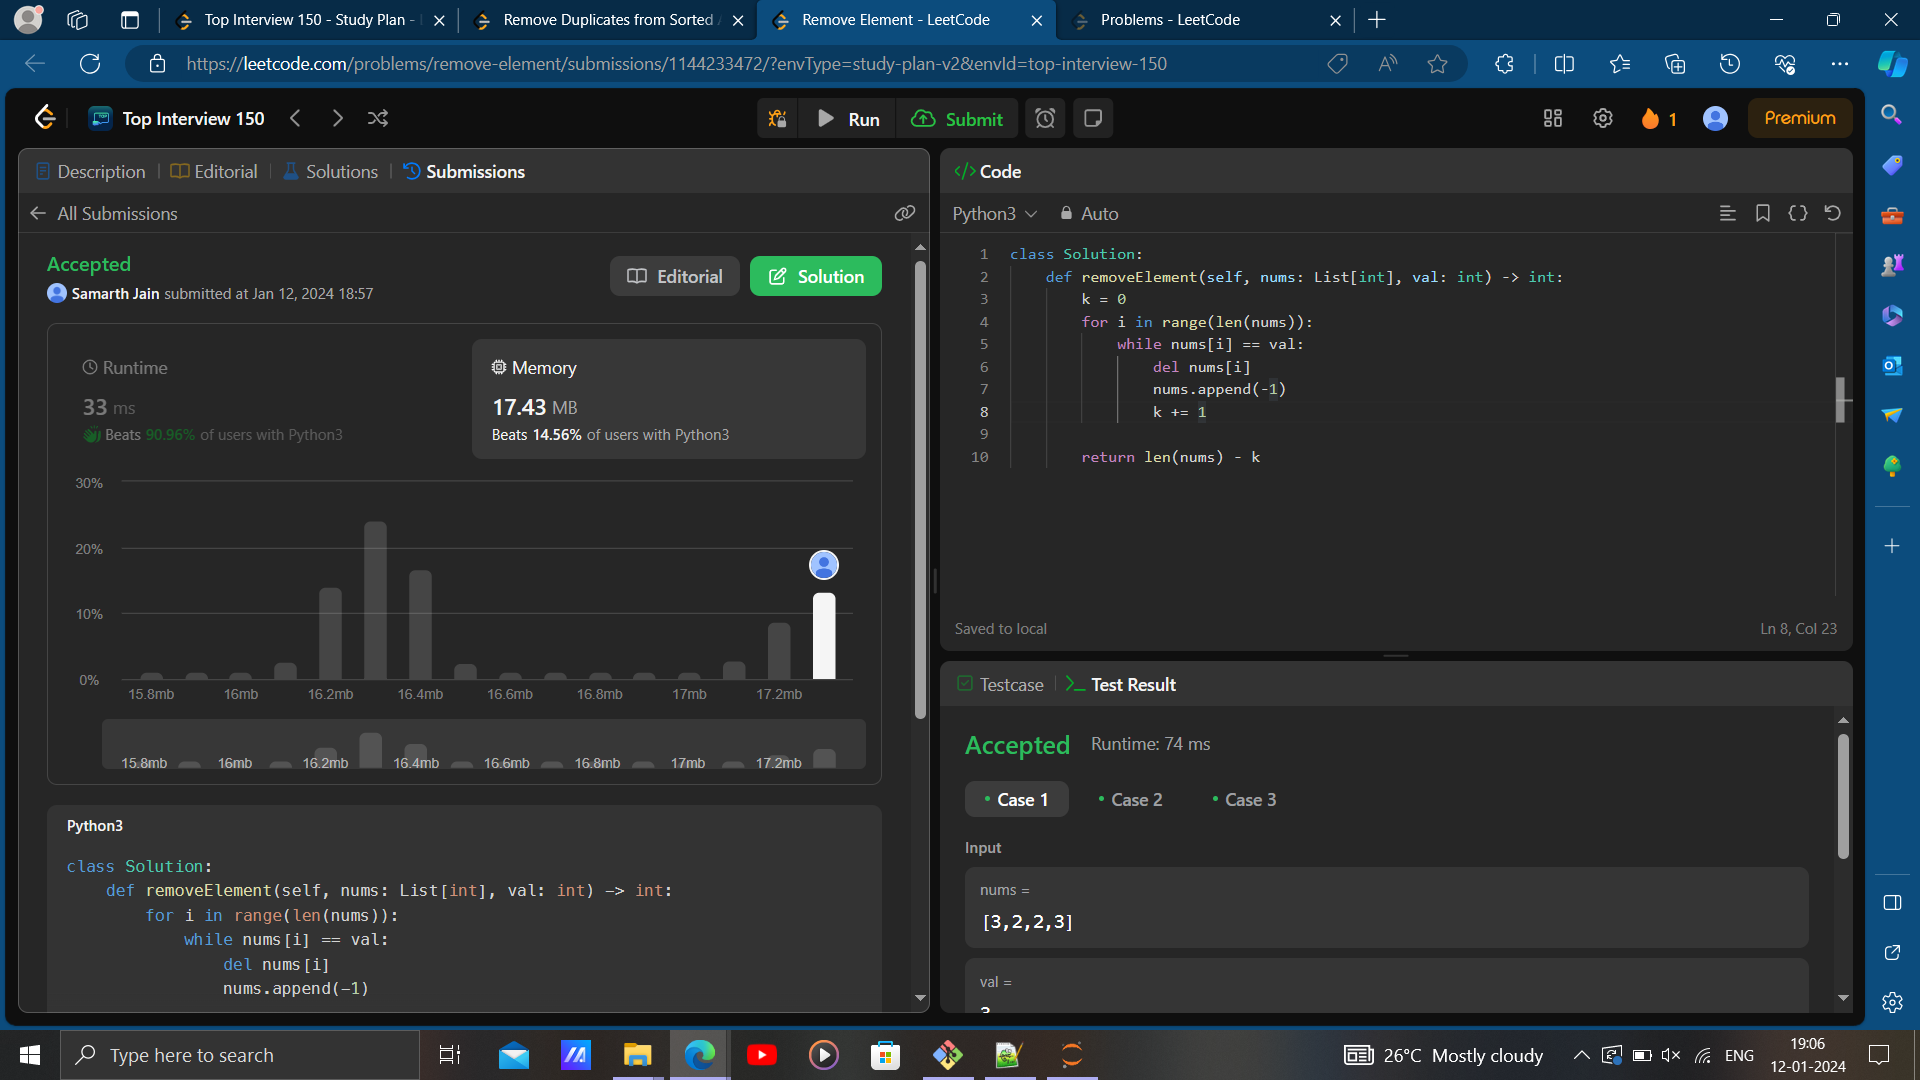 Top Interview 150 - Study Plan -
Remove Duplicates from Sorted
Remove Element - LeetCode
Problems - LeetCode
https://leetcode.com/problems/remove-element/submissions/1144233472/?envType=study-plan-v2&envId=top-interview-150
Top Interview 150
Run
Submit
1
Premium
Description
Editorial
Solutions
Submissions
All Submissions
Accepted
Samarth Jain submitted at Jan 12, 2024 18:57
Editorial
Solution
Runtime
33 ms
Beats 90.96% of users with Python3
Memory
17.43 MB
Beats 14.56% of users with Python3
30%
20%
10%
0%
15.8mb 16mb 16.2mb 16.4mb 16.6mb 16.8mb 17mb 17.2mb
15.8mb 16mb 16.2mb 16.4mb 16.6mb 16.8mb 17mb 17.2mb
Python3
class Solution:
def removeElement(self, nums: List[int], val: int) -> int:
for i in range(len(nums)):
while nums[i] == val:
del nums[i]
nums.append(-1)
</> Code
Python3
Auto
1 class Solution:
2 def removeElement(self, nums: List[int], val: int) -> int:
3 k = 0
4 for i in range(len(nums)):
5 while nums[i] == val:
6 del nums[i]
7 nums.append(-1)
8 k += 1
9
10 return len(nums) - k
Saved to local
Ln 8, Col 23
Testcase
Test Result
Accepted Runtime: 74 ms
• Case 1 • Case 2 • Case 3
Input
nums =
[3,2,2,3]
val =
Type here to search
26°C Mostly cloudy
ENG
19:06
12-01-2024